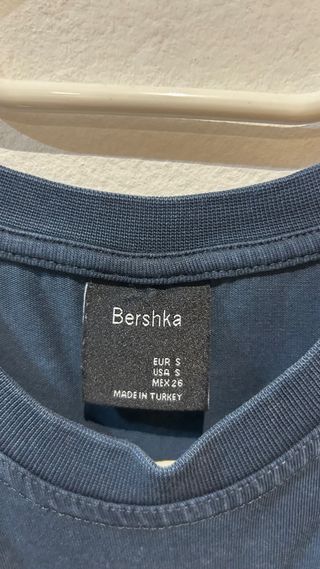 Bershka
EUR S
USA S
MEX 26
MADE IN TURKEY